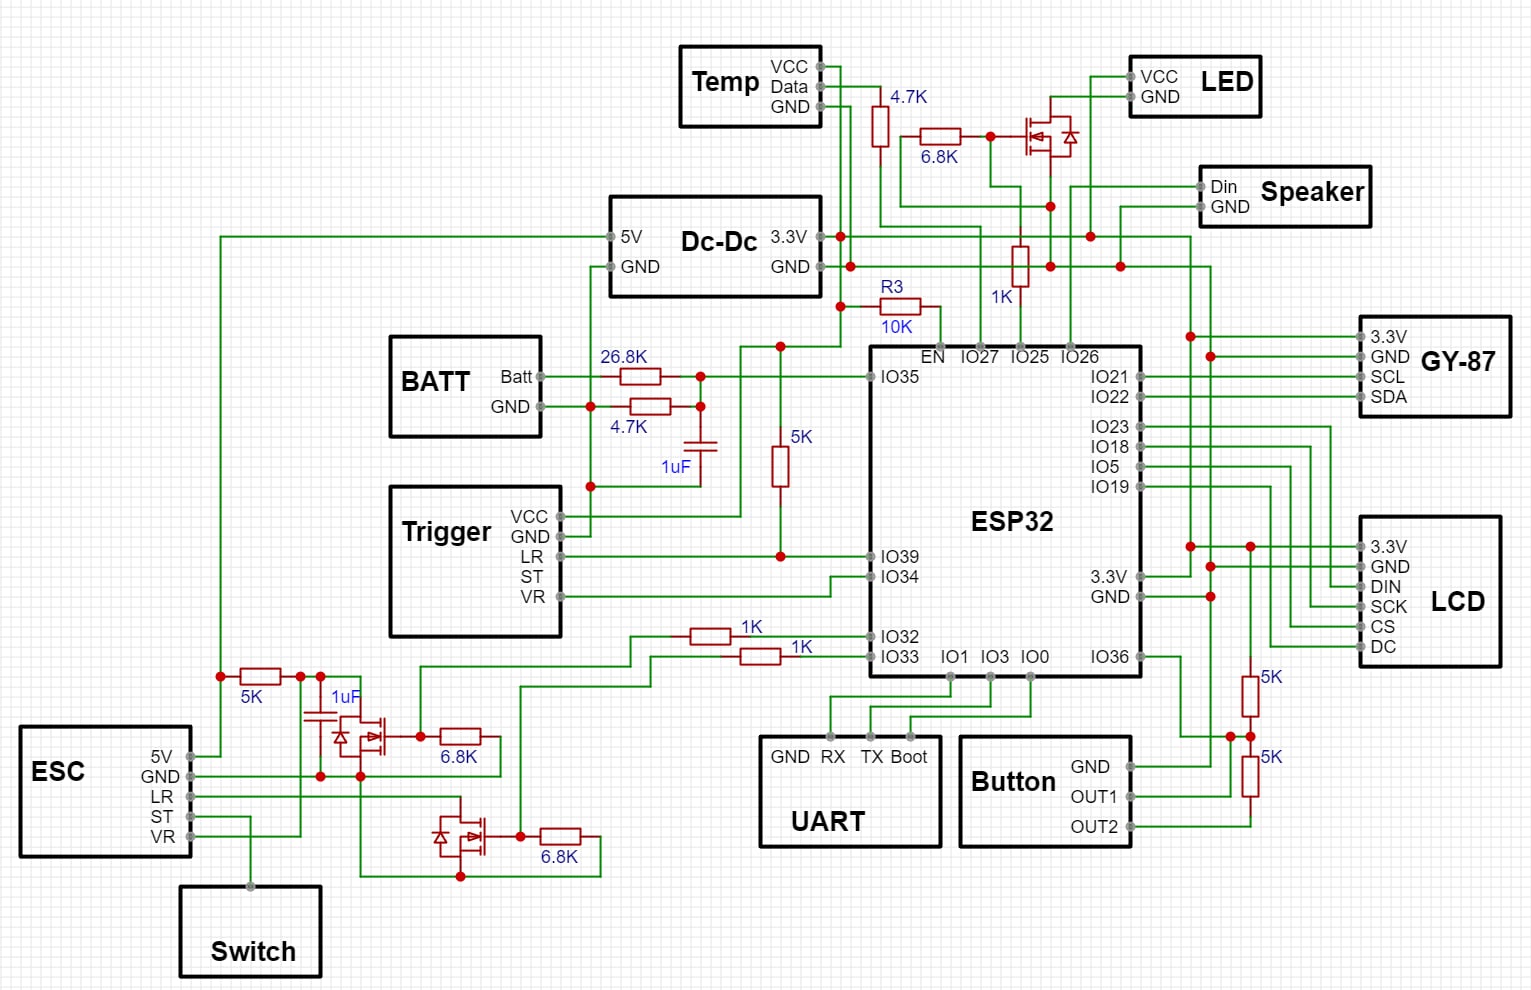 Temp
VCC
Data
GND
4.7K
6.8K
VCC
GND
LED
Din
GND
Speaker
5V
GND
Dc-Dc
3.3V
GND
1K
R3
10K
BATT
Batt
GND
26.8K
4.7K
1uF
5K
EN
IO27
IO25
IO26
IO35
IO21
IO22
IO23
IO18
IO5
IO19
ESP32
IO39
IO34
3.3V
GND
IO32
IO33
IO1
IO3
IO0
IO36
3.3V
GND
SCL
SDA
GY-87
Trigger
VCC
GND
LR
ST
VR
3.3V
GND
DIN
SCK
CS
DC
LCD
1K
1K
5K
1uF
6.8K
5K
5K
ESC
5V
GND
LR
ST
VR
6.8K
GND
RX
TX
Boot
UART
Button
GND
OUT1
OUT2
Switch